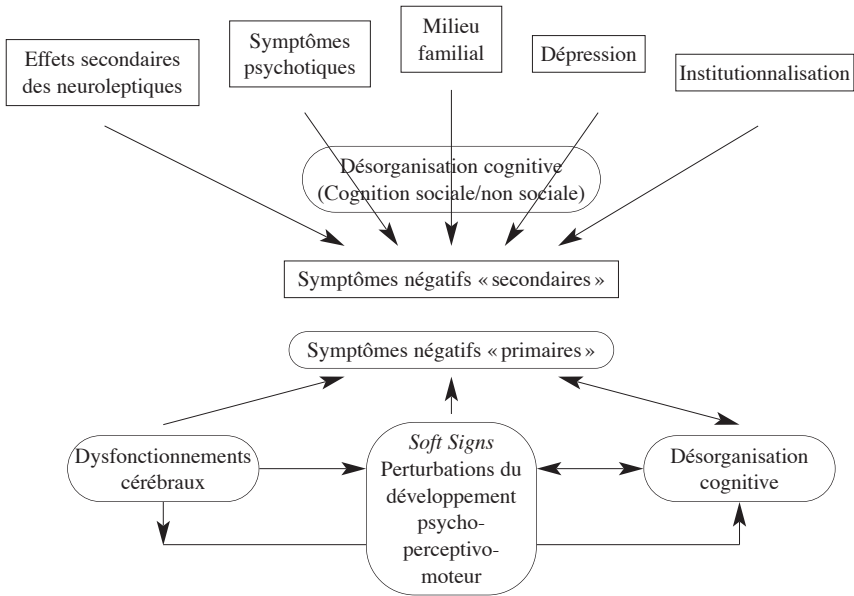 Effets secondaires
des neuroleptiques
Symptômes
psychotiques
Milieu
familial
Dépression
Institutionnalisation
Désorganisation cognitive
(Cognition sociale/non sociale)
Symptômes négatifs « secondaires »
Symptômes négatifs « primaires »
Dysfonctionnements
cérébraux
Soft Signs
Perturbations du
développement
psycho-
perceptivo-
moteur
Désorganisation
cognitive